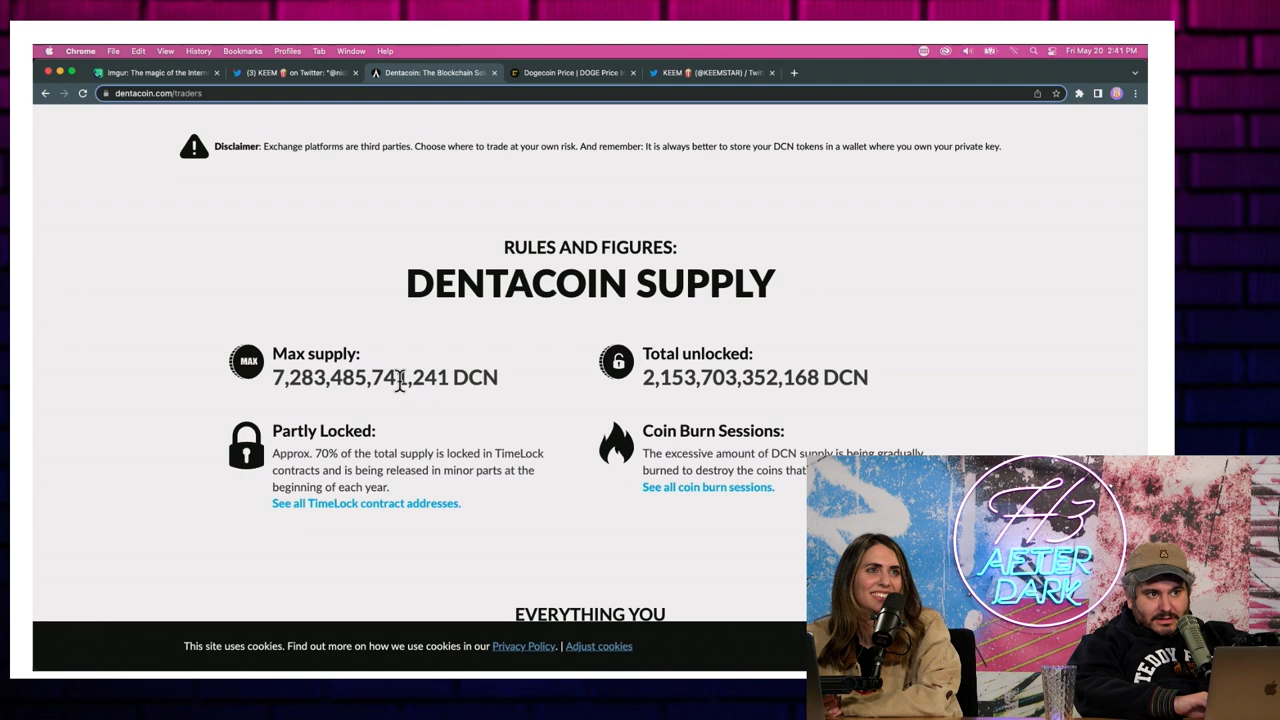 Chrome File Edit View History Bookmarks Profiles Tab Window Help
Fri May 20 2:41 PM
Imgur: The magic of the Intern
(3) KEEM 🍿 on Twitter: "@nic
Dentacoin: The Blockchain Sol
Dogecoin Price | DOGE Price in
KEEM 🍿 (@KEEMSTAR) / Twit
dentacoin.com/traders
Disclaimer: Exchange platforms are third parties. Choose where to trade at your own risk. And remember: It is always better to store your DCN tokens in a wallet where you own your private key.
RULES AND FIGURES:
DENTACOIN SUPPLY
MAX
Max supply:
7,283,485,741,241 DCN
Total unlocked:
2,153,703,352,168 DCN
Partly Locked:
Approx. 70% of the total supply is locked in TimeLock
contracts and is being released in minor parts at the
beginning of each year.
See all TimeLock contract addresses.
Coin Burn Sessions:
The excessive amount of DCN supply is being gradually
burned to destroy the coins that
See all coin burn sessions.
EVERYTHING YOU
This site uses cookies. Find out more on how we use cookies in our Privacy Policy. | Adjust cookies
H3
AFTER
DARK
TEDDY